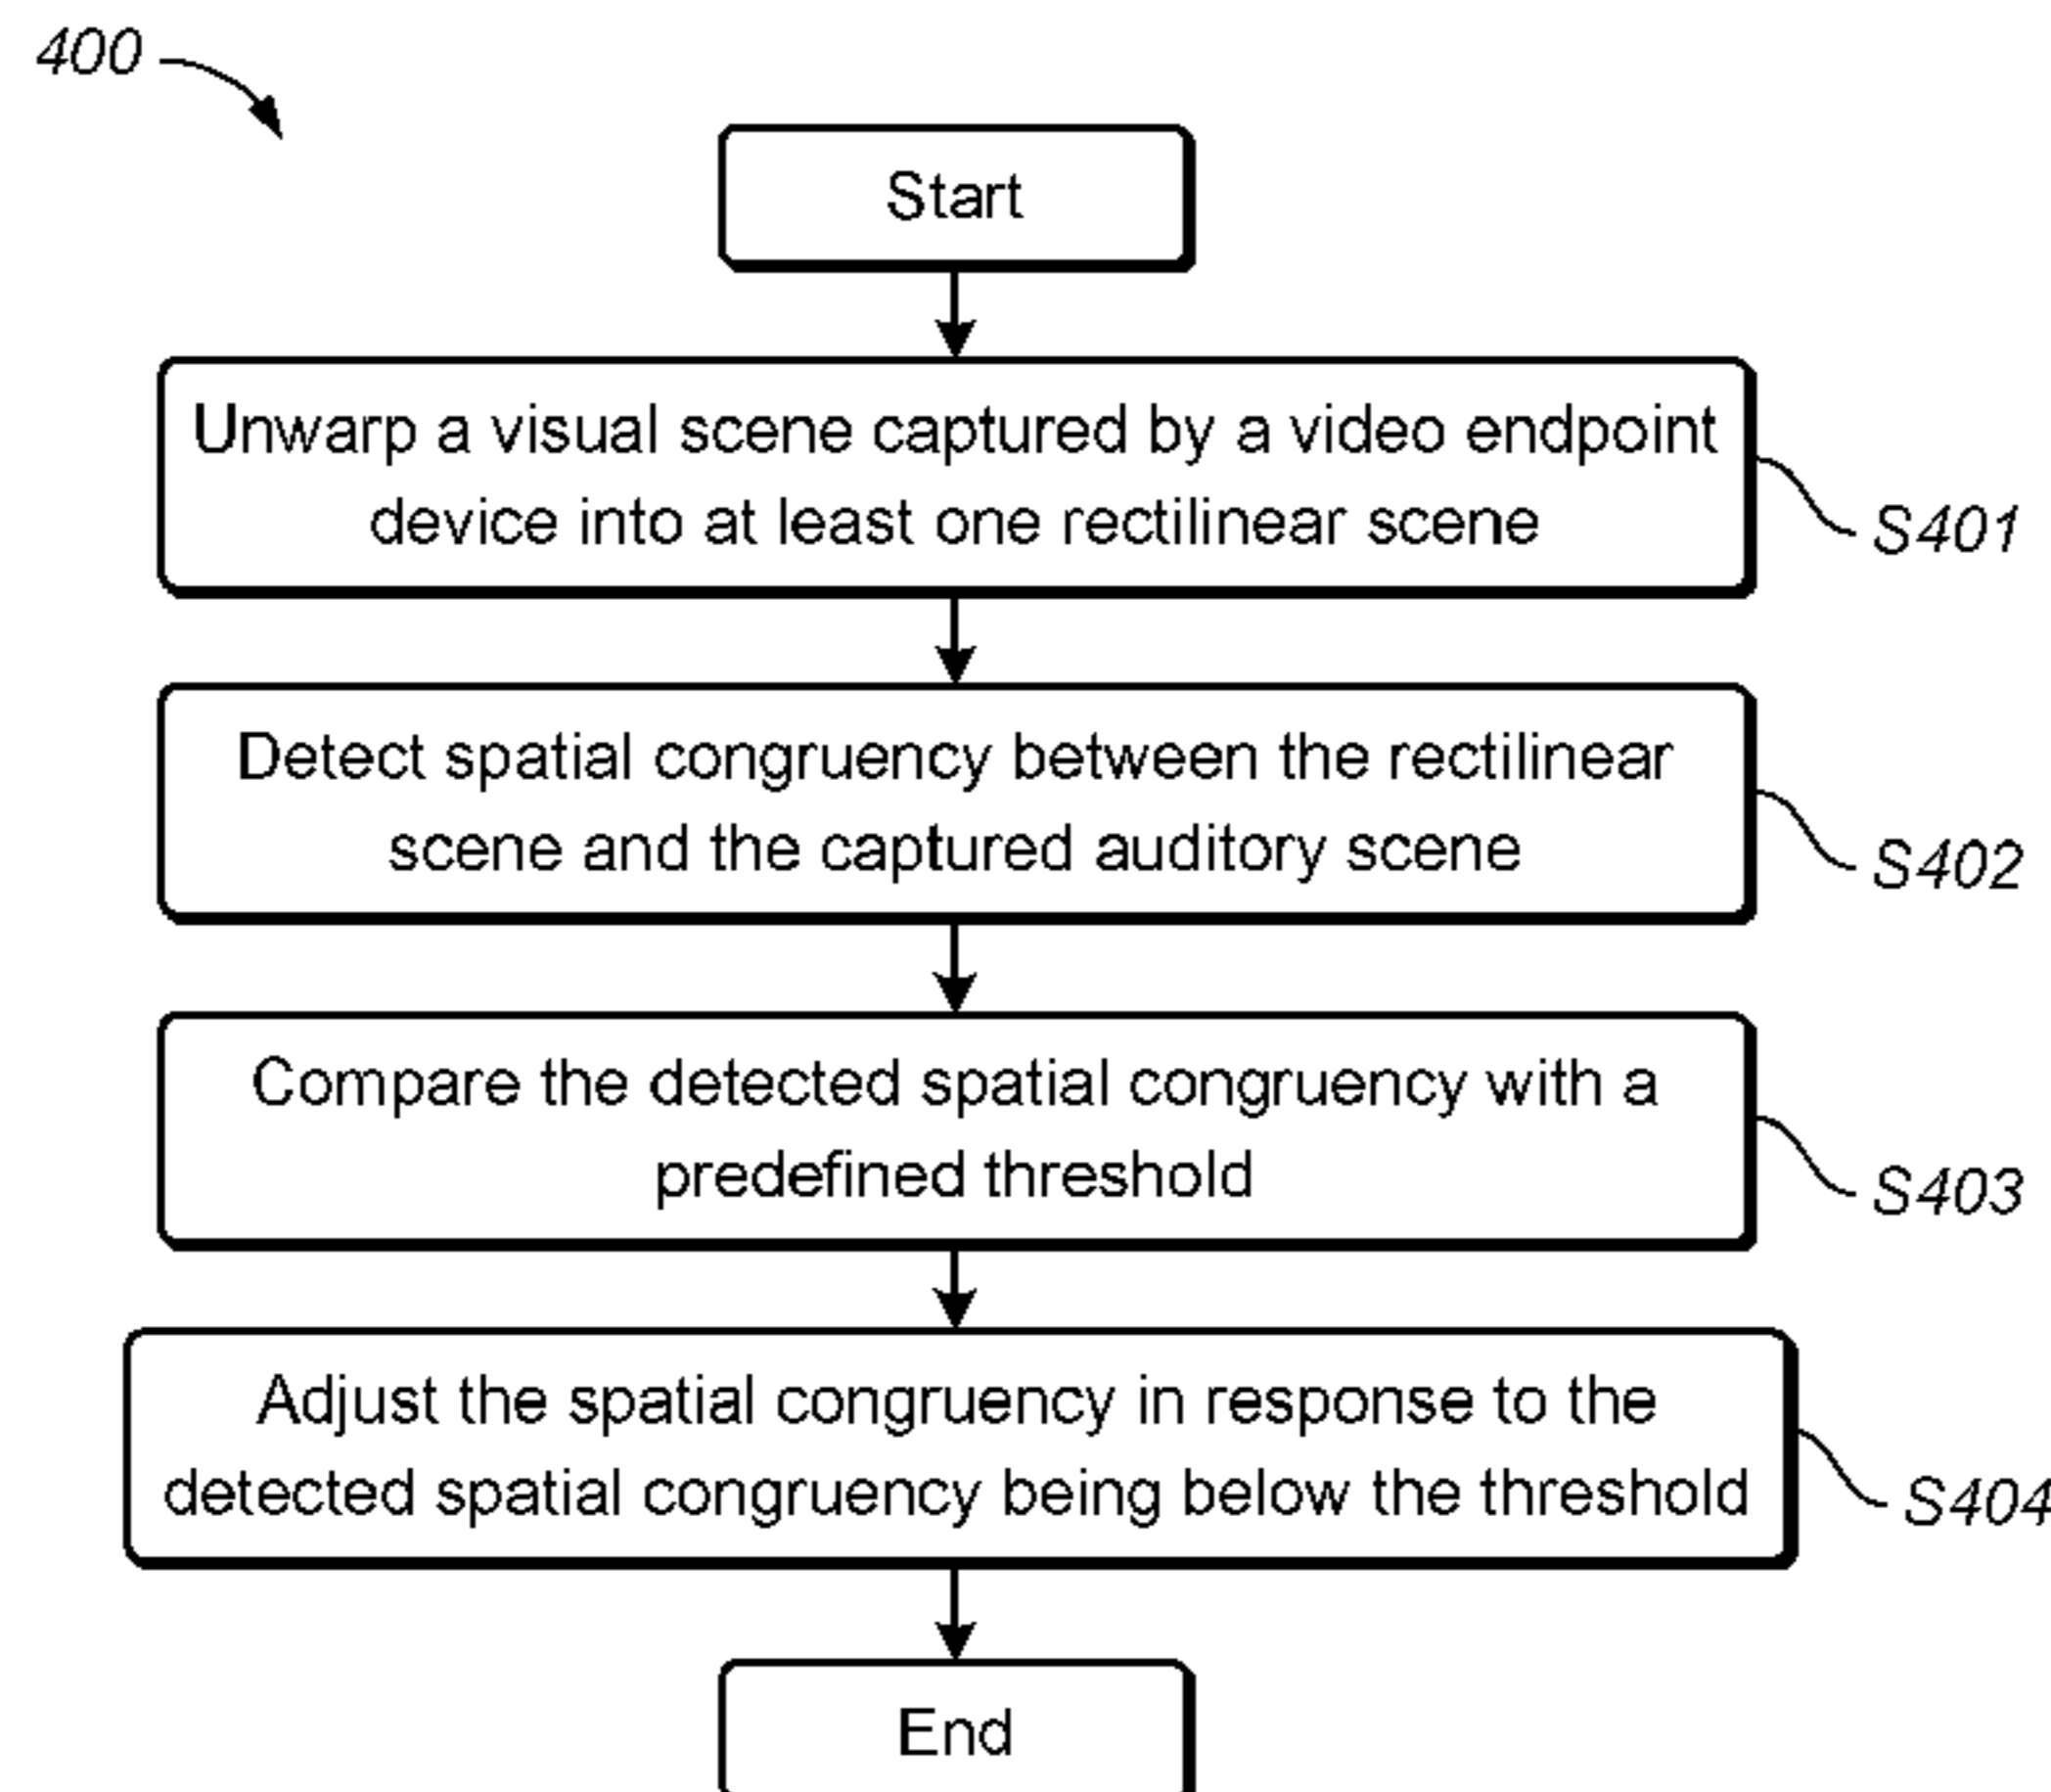 400
Start
Unwarp a visual scene captured by a video endpoint
device into at least one rectilinear scene
S401
Detect spatial congruency between the rectilinear
scene and the captured auditory scene
S402
Compare the detected spatial congruency with a
predefined threshold
S403
Adjust the spatial congruency in response to the
detected spatial congruency being below the threshold
S404
End